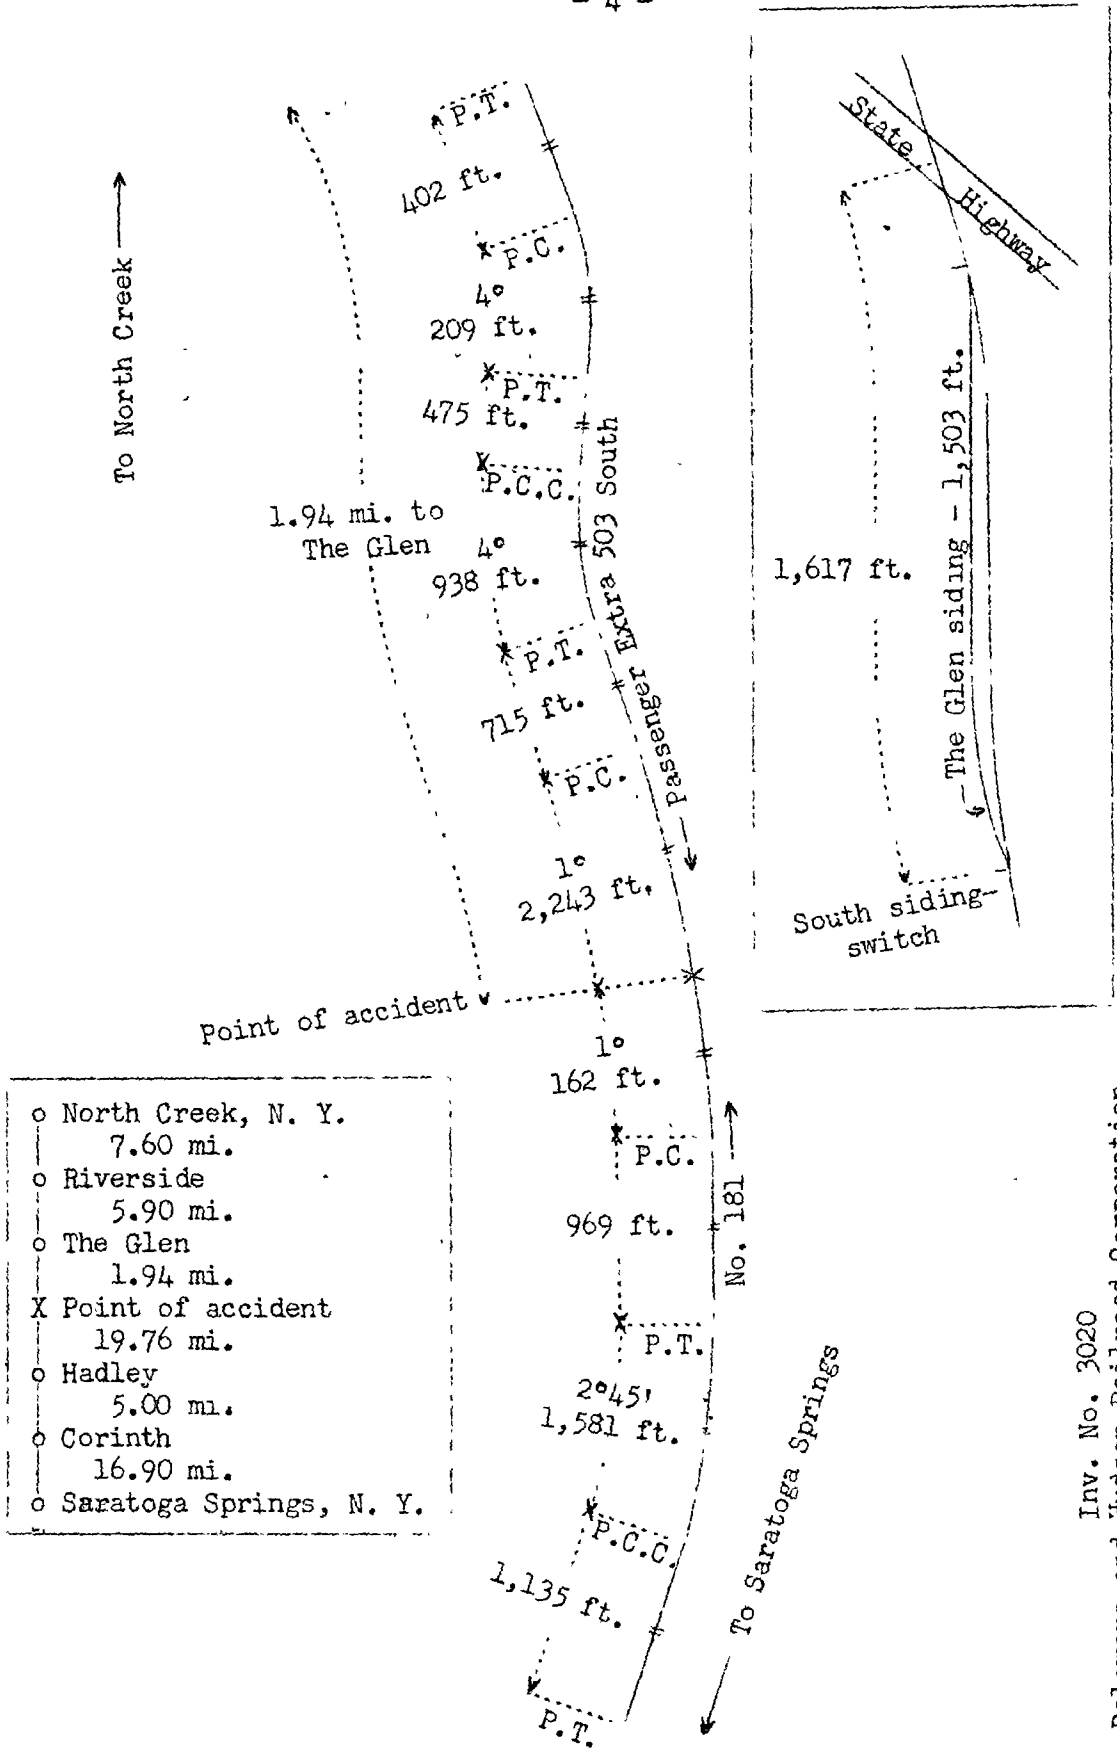 - 4 -
To North Creek
P.T.
402 ft.
P.C.
4°
209 ft.
P.T.
475 ft.
P.C.C.
1.94 mi. to
The Glen
4°
938 ft.
P.T.
715 ft.
P.C.
1°
2,243 ft.
Passenger Extra 503 South
Point of accident
1°
162 ft.
P.C.
969 ft.
No. 181
P.T.
2°45'
1,581 ft.
P.C.C.
1,135 ft.
P.T.
To Saratoga Springs
State Highway
1,617 ft.
The Glen siding - 1,503 ft.
South siding-
switch
o North Creek, N. Y.
7.60 mi.
o Riverside
5.90 mi.
o The Glen
1.94 mi.
X Point of accident
19.76 mi.
o Hadley
5.00 mi.
o Corinth
16.90 mi.
o Saratoga Springs, N. Y.
Inv. No. 3020